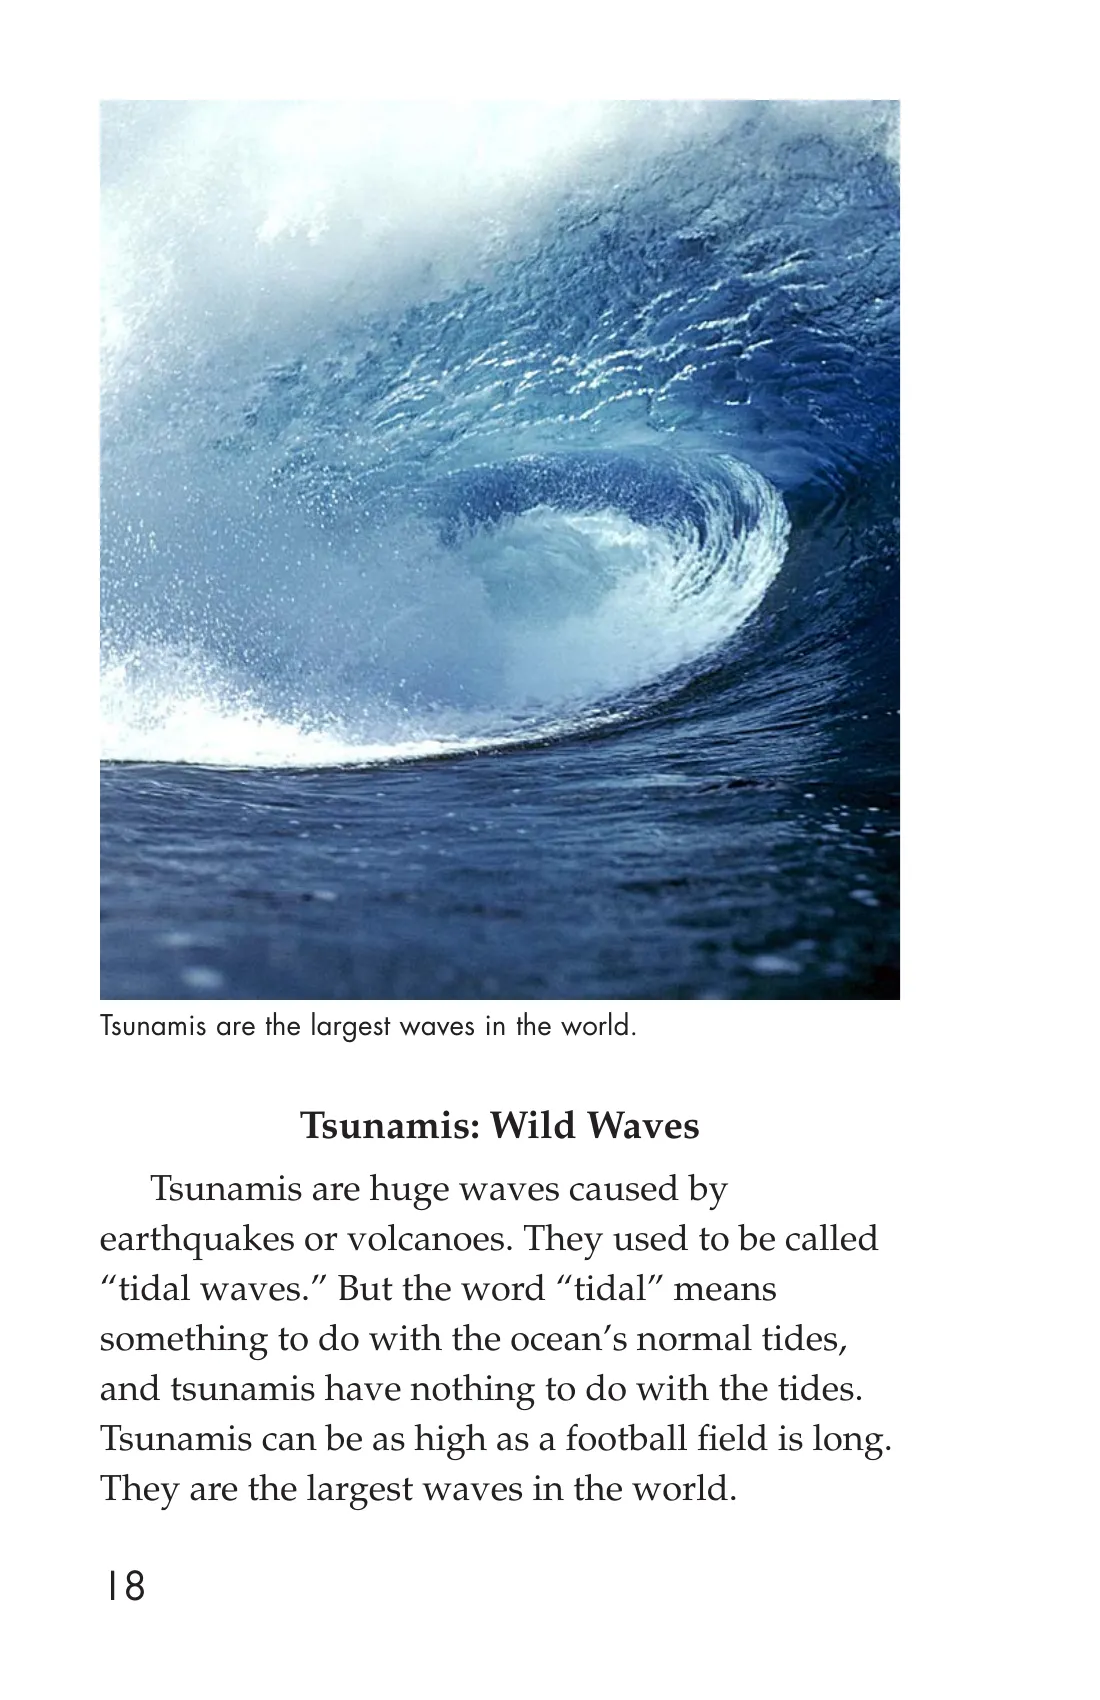 Tsunamis are the largest waves in the world.
Tsunamis: Wild Waves
Tsunamis are huge waves caused by
earthquakes or volcanoes. They used to be called
“tidal waves.” But the word “tidal” means
something to do with the ocean’s normal tides,
and tsunamis have nothing to do with the tides.
Tsunamis can be as high as a football field is long.
They are the largest waves in the world.
18